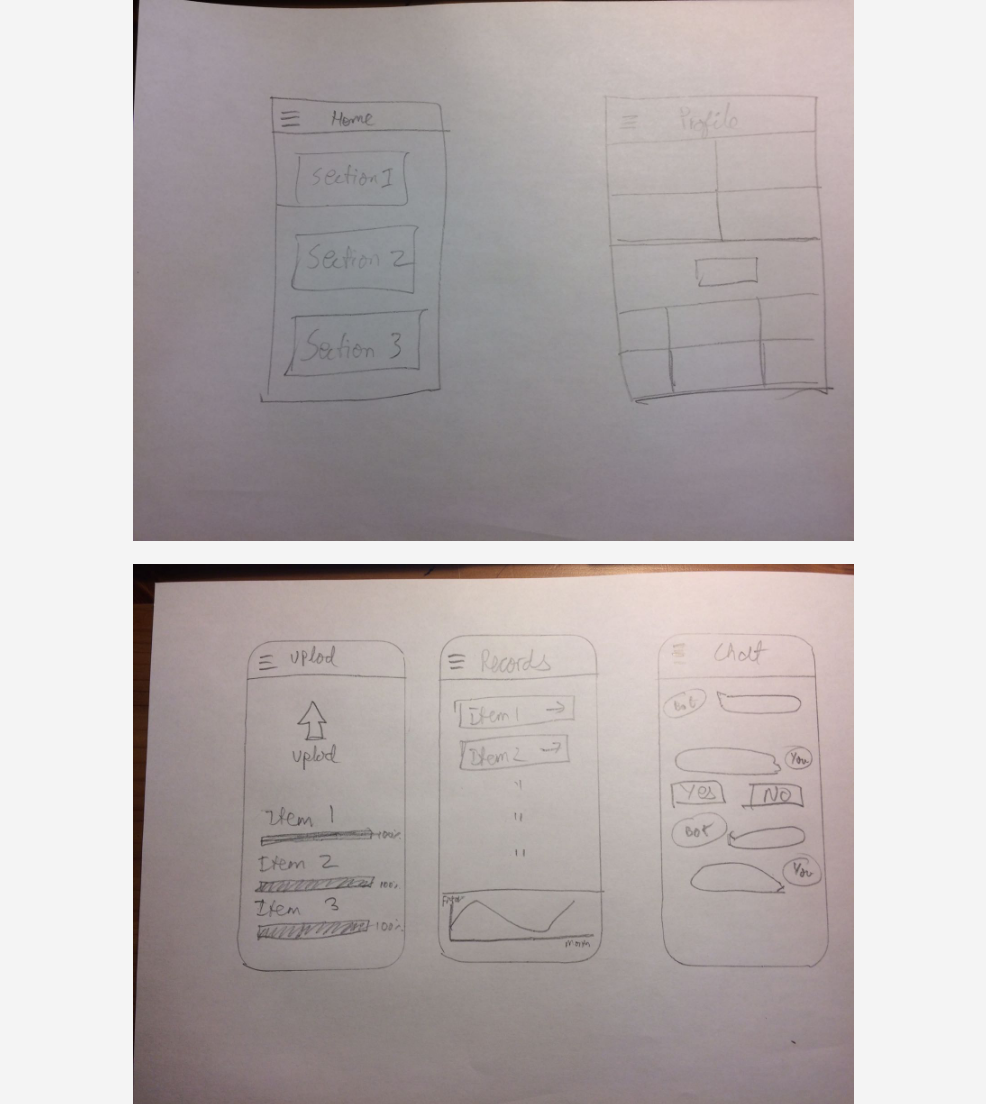 Home
Section 1
Section 2
Section 3
Profile
Uplod
Uplod
Item 1
100%
Item 2
100%
Item 3
100%
Records
Item 1
Item 2
"
"
"
Month
Chat
Bot
You
Yes
No
Bot
You